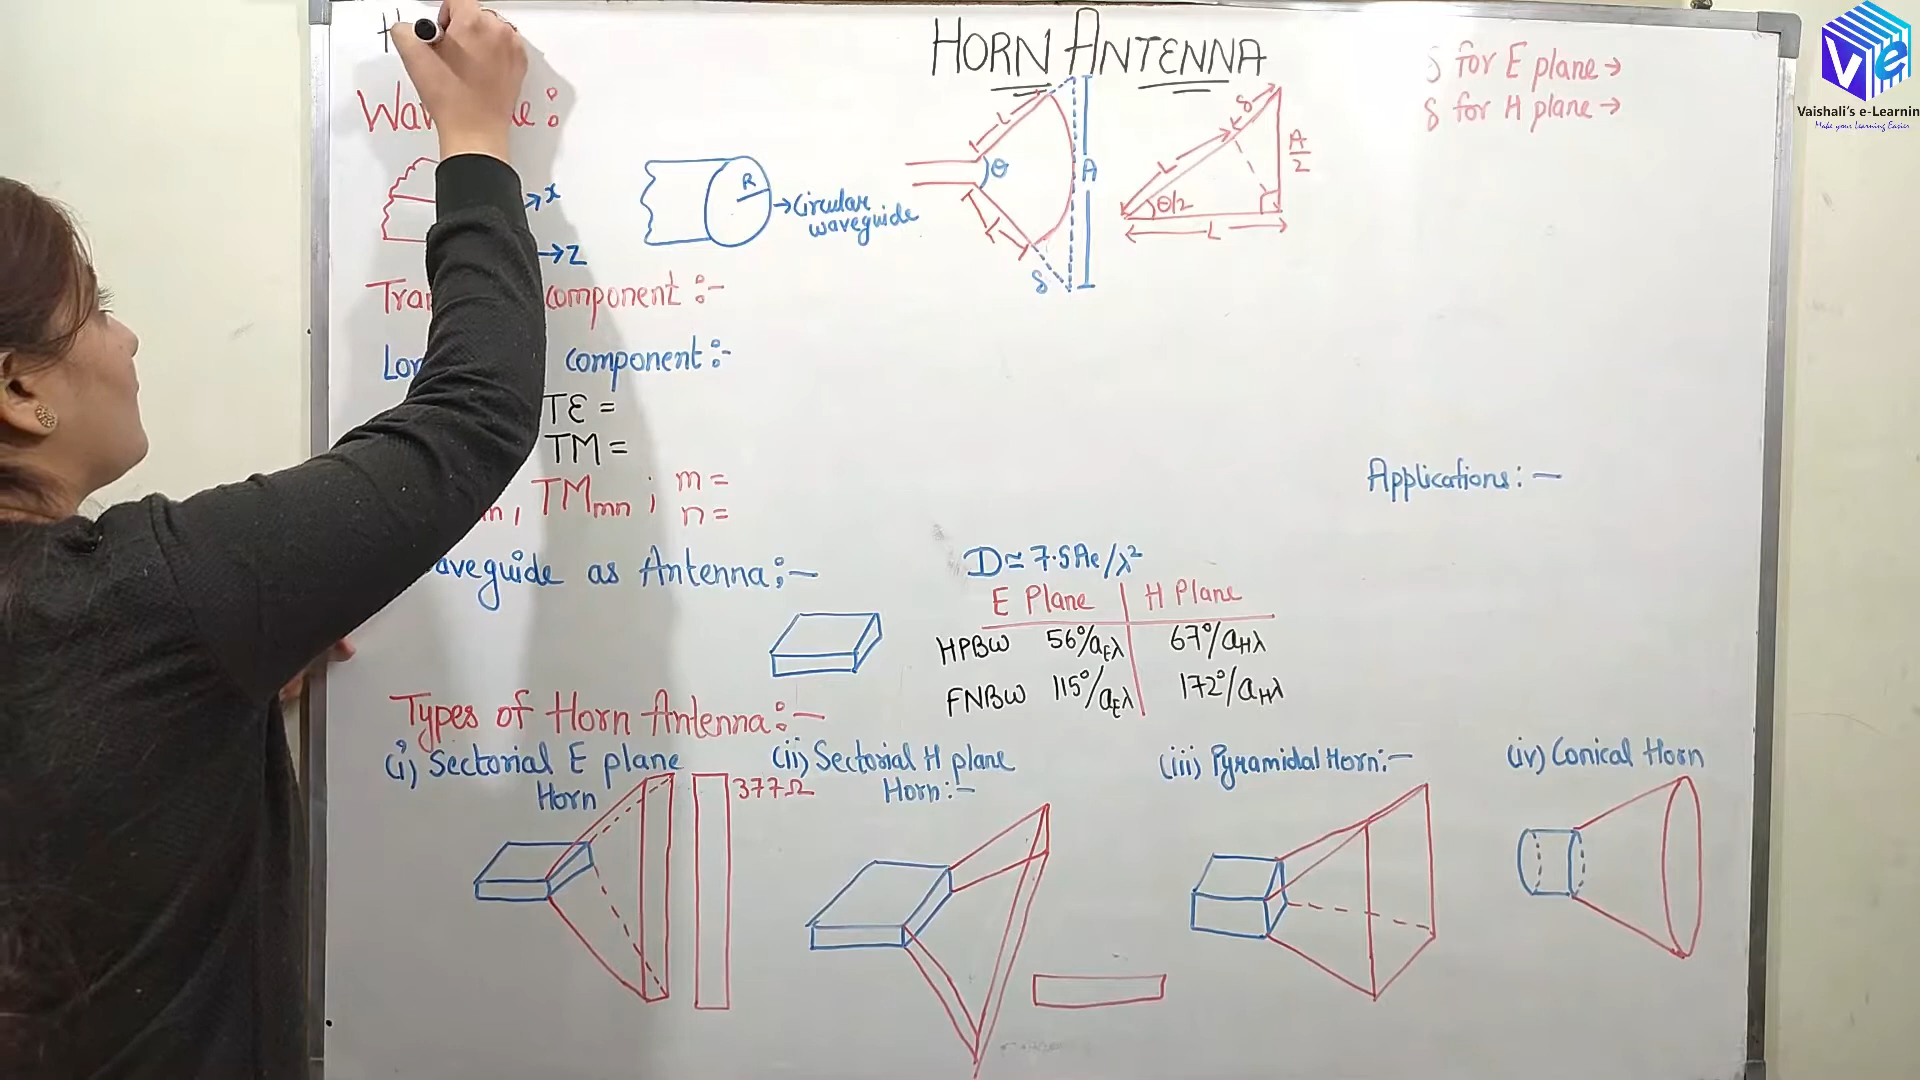 HORN ANTENNA
δ for E plane →
δ for H plane →
Vaishali's e-Learnin
Make your Learning Easier
:
x
Z
R
→ Circular
waveguide
L
θ
L
δ
A
δ
L
A/2
θ/2
L
component :-
component :-
TE =
TM =
, TMmn ; m =
n =
aveguide as Antenna :-
Applications :-
D ≃ 7.5Ae/λ²
E Plane | H Plane
HPBW 56°/aEλ 67°/aHλ
FNBW 115°/aEλ 172°/aHλ
Types of Horn Antenna :-
(i) Sectorial E plane
Horn
377Ω
(ii) Sectorial H plane
Horn :-
(iii) Pyramidal Horn :-
(iv) Conical Horn